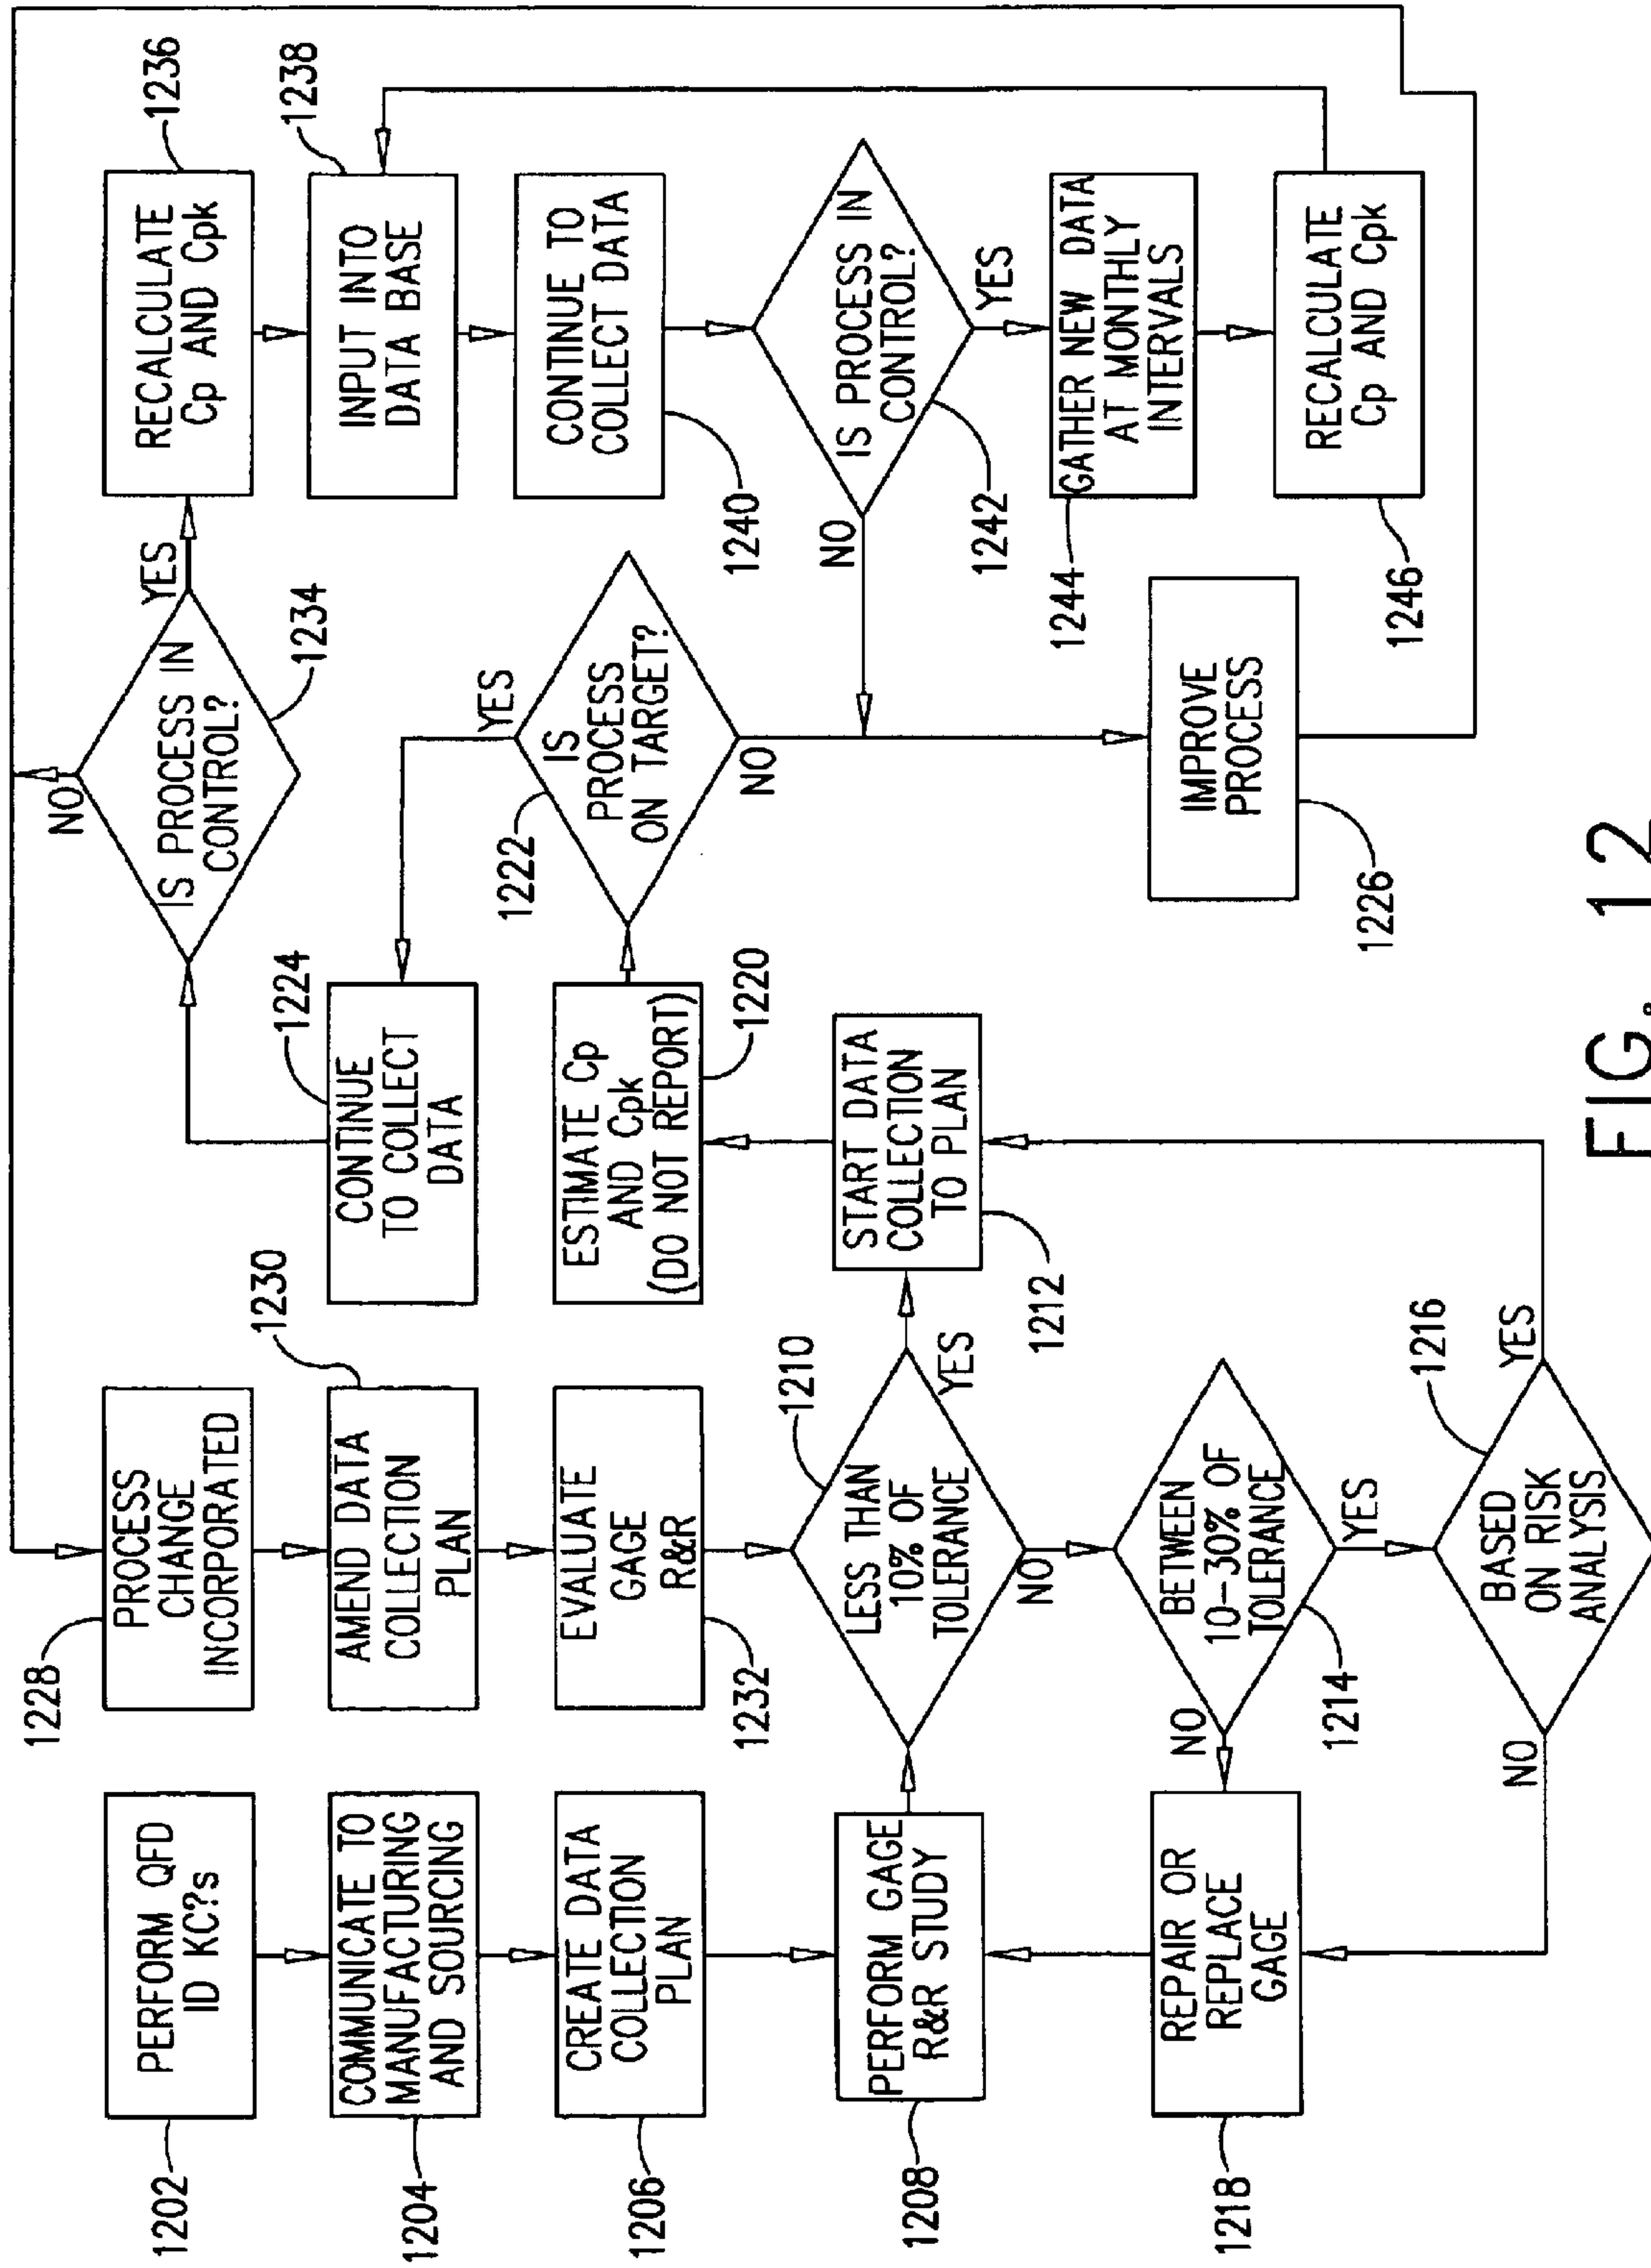 1202
PERFORM QFD
ID KC?s
1204
COMMUNICATE TO
MANUFACTURING
AND SOURCING
1206
CREATE DATA
COLLECTION
PLAN
1208
PERFORM GAGE
R&R STUDY
1218
REPAIR OR
REPLACE
GAGE
1228
PROCESS
CHANGE
INCORPORATED
1230
AMEND DATA
COLLECTION
PLAN
1232
EVALUATE
GAGE
R&R
1210
LESS THAN
10% OF
TOLERANCE
YES
NO
BETWEEN
10-30% OF
TOLERANCE
1214
NO
YES
1216
BASED
ON RISK
ANALYSIS
NO
YES
1224
CONTINUE
TO COLLECT
DATA
1220
ESTIMATE Cp
AND Cpk
(DO NOT REPORT)
START DATA
COLLECTION
TO PLAN
1212
1234
IS PROCESS IN
CONTROL?
NO
YES
1222
IS
PROCESS
ON TARGET?
YES
NO
IMPROVE
PROCESS
1226
1236
RECALCULATE
Cp AND Cpk
1238
INPUT INTO
DATA BASE
CONTINUE TO
COLLECT DATA
1240
IS PROCESS IN
CONTROL?
1242
NO
YES
1244
GATHER NEW DATA
AT MONTHLY
INTERVALS
RECALCULATE
Cp AND Cpk
1246
FIG. 12